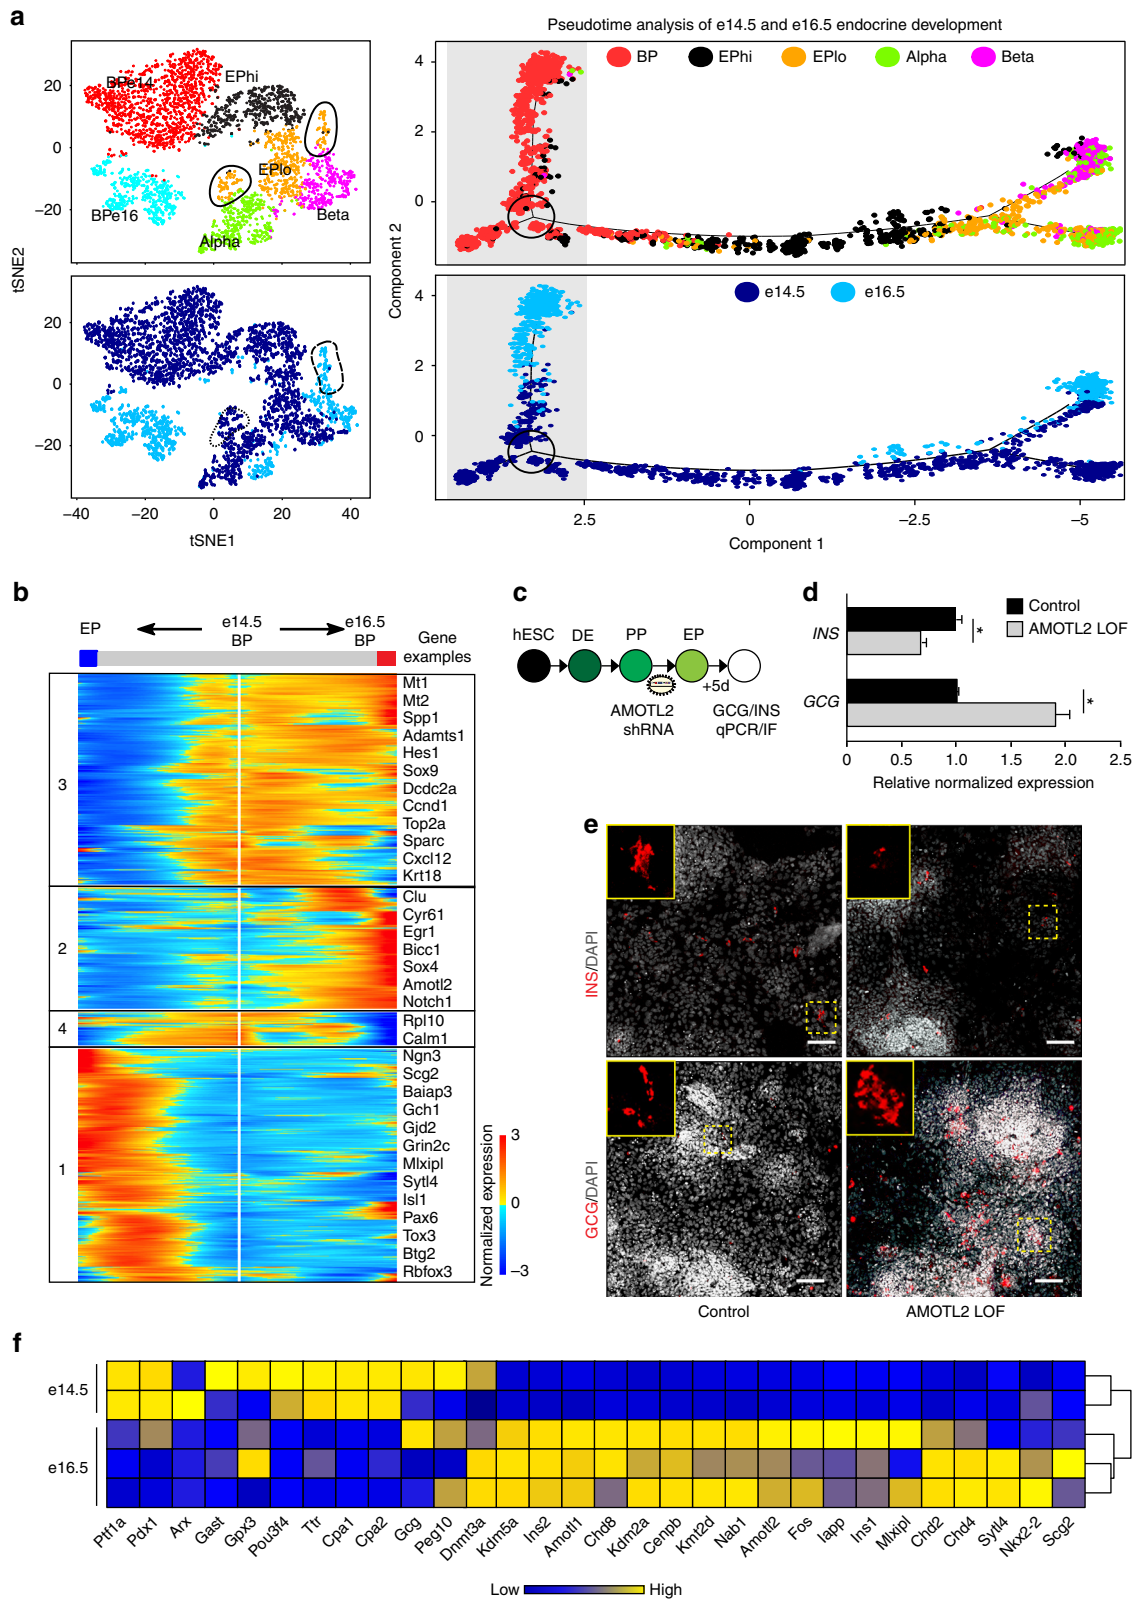 a
Pseudotime analysis of e14.5 and e16.5 endocrine development
BP
EPhi
EPlo
Alpha
Beta
BPe14
EPhi
EPlo
BPe16
Alpha
Beta
20
0
−20
20
0
−20
tSNE2
−40
−20
0
20
40
tSNE1
4
2
0
4
2
0
Component 2
e14.5
e16.5
2.5
0
−2.5
−5
Component 1
b
EP
e14.5
BP
e16.5
BP
Gene
examples
3
Mt1
Mt2
Spp1
Adamts1
Hes1
Sox9
Dcdc2a
Ccnd1
Top2a
Sparc
Cxcl12
Krt18
2
Clu
Cyr61
Egr1
Bicc1
Sox4
Amotl2
Notch1
4
Rpl10
Calm1
1
Ngn3
Scg2
Baiap3
Gch1
Gjd2
Grin2c
Mlxipl
Sytl4
Isl1
Pax6
Tox3
Btg2
Rbfox3
Normalized expression
3
0
−3
c
hESC
DE
PP
EP
+5d
AMOTL2
shRNA
GCG/INS
qPCR/IF
d
Control
AMOTL2 LOF
INS
*
GCG
*
0
0.5
1.0
1.5
2.0
2.5
Relative normalized expression
e
INS/DAPI
GCG/DAPI
Control
AMOTL2 LOF
f
e14.5
e16.5
Ptf1a
Pdx1
Arx
Gast
Gpx3
Pou3f4
Ttr
Cpa1
Cpa2
Gcg
Peg10
Dnmt3a
Kdm5a
Ins2
Amotl1
Chd8
Kdm2a
Cenpb
Kmt2d
Nab1
Amotl2
Fos
Iapp
Ins1
Mlxipl
Chd2
Chd4
Sytl4
Nkx2-2
Scg2
Low
High